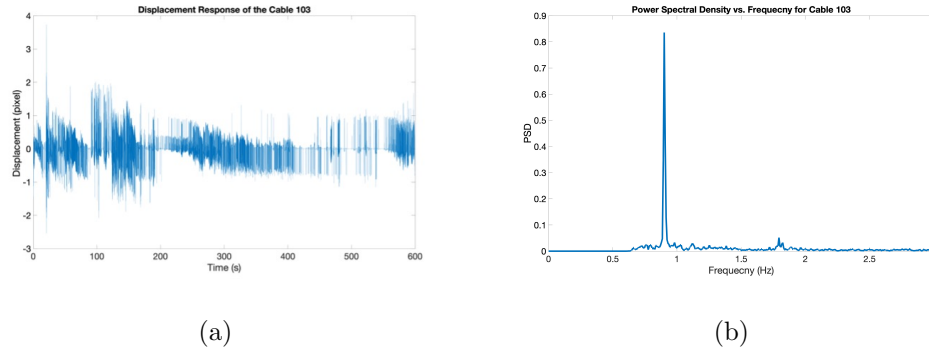 Displacement Response of the Cable 103
4
3
2
1
0
-1
-2
-3
Displacement (pixel)
0 100 200 300 400 500 600
Time (s)
(a)
Power Spectral Density vs. Frequecny for Cable 103
0.9
0.8
0.7
0.6
0.5
0.4
0.3
0.2
0.1
0
PSD
0 0.5 1 1.5 2 2.5
Frequecny (Hz)
(b)